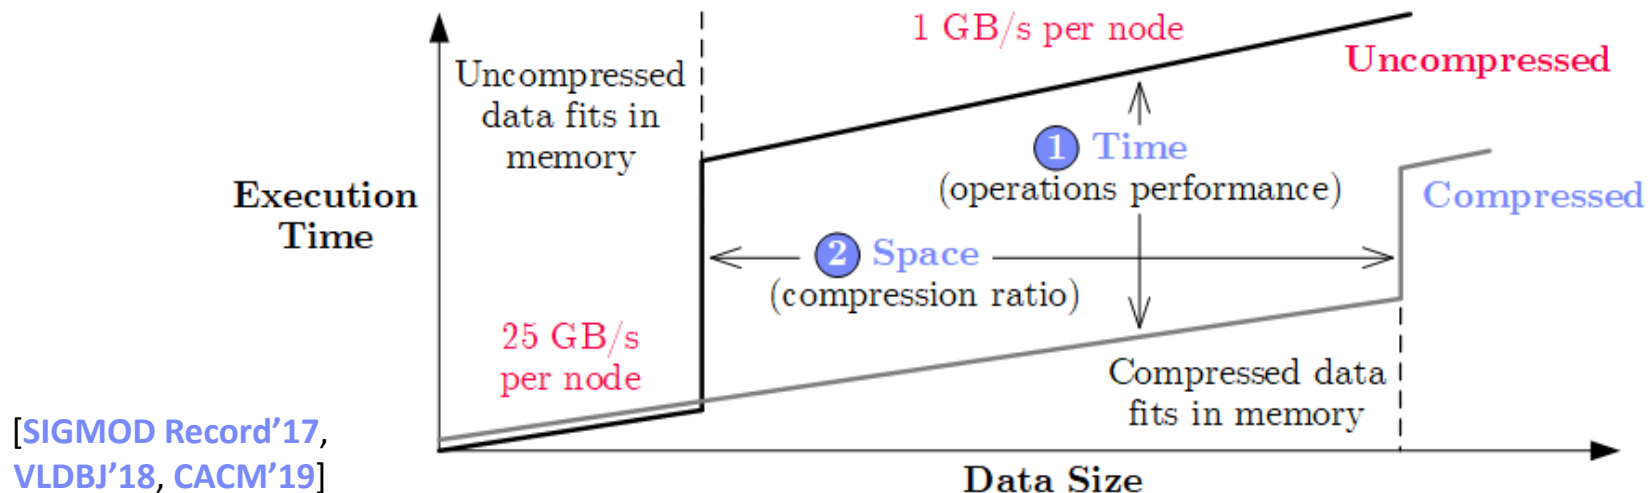 1 GB/s per node
Uncompressed
Uncompressed
data fits in
memory
1 Time
(operations performance)
Execution
Time
Compressed
2 Space
(compression ratio)
25 GB/s
per node
Compressed data
fits in memory
[SIGMOD Record’17,
VLDBJ’18, CACM’19]
Data Size